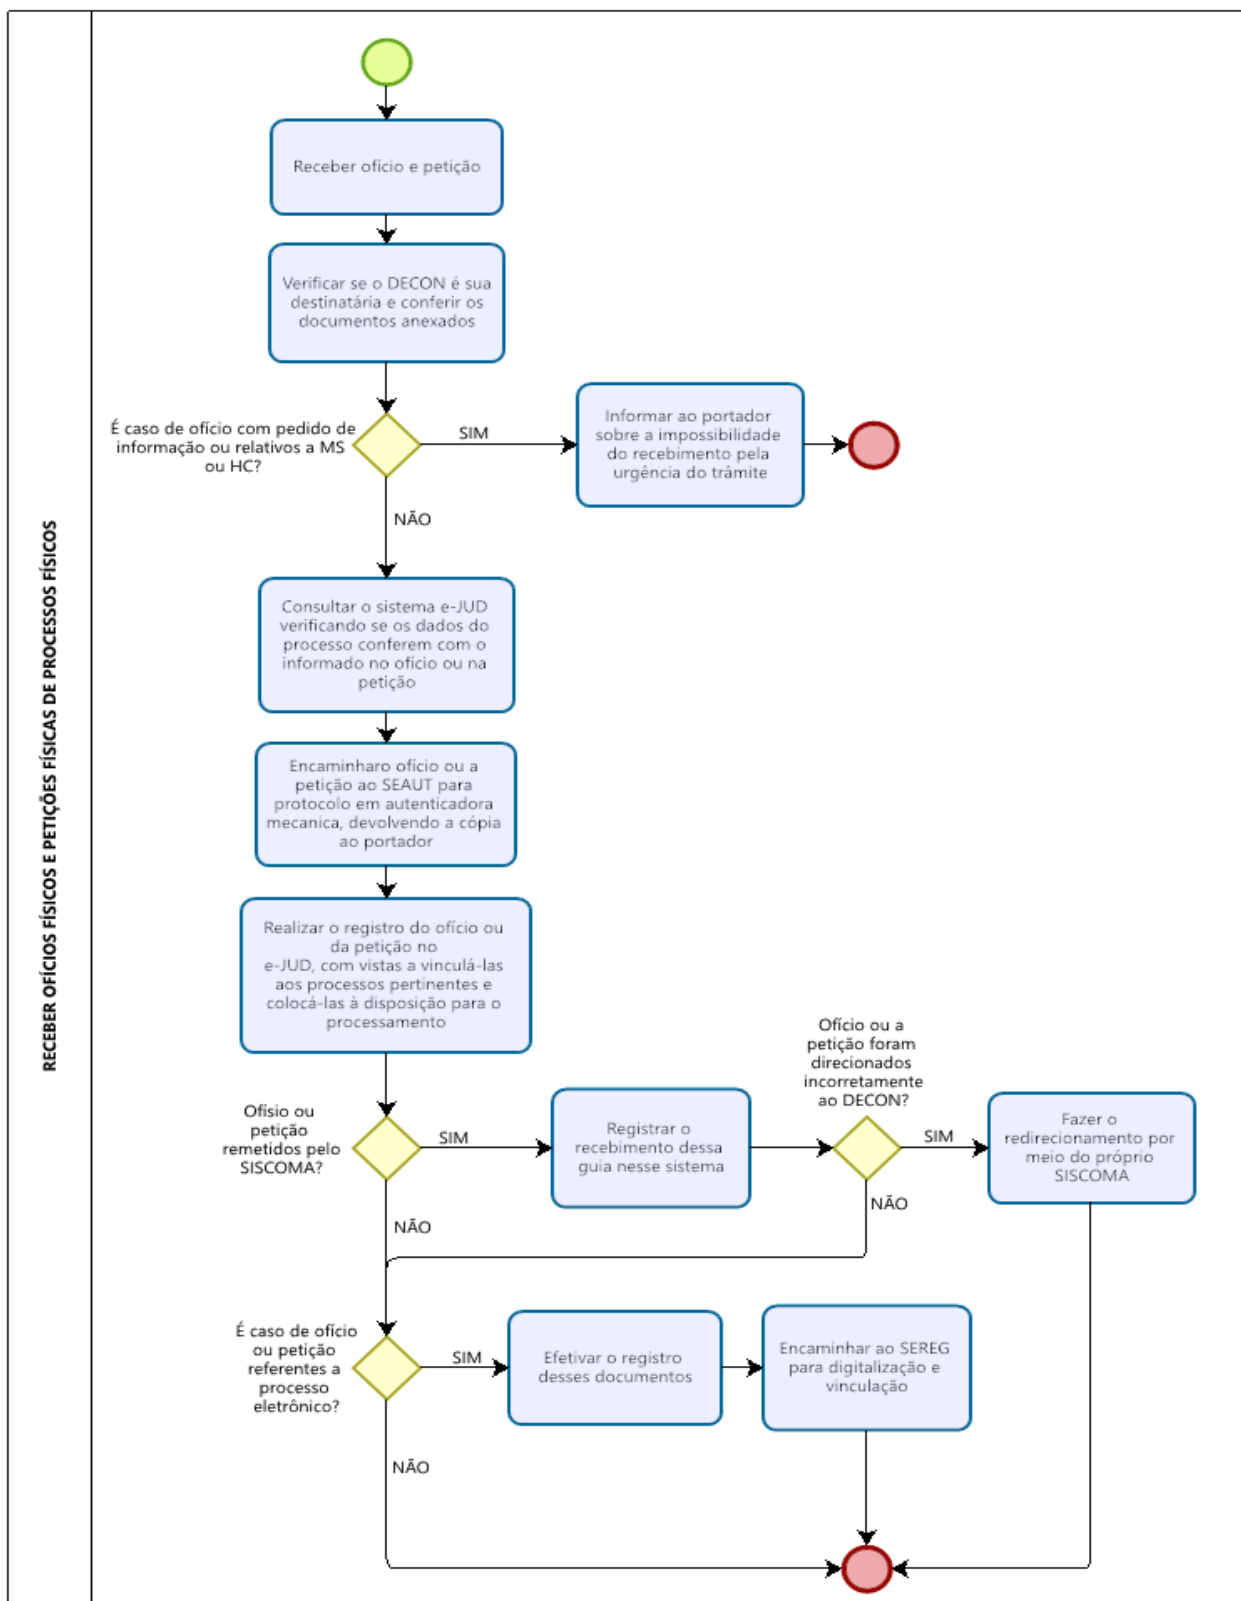 RECEBER OFÍCIOS FÍSICOS E PETIÇÕES FÍSICAS DE PROCESSOS FÍSICOS
Receber ofício e petição
Verificar se o DECON é sua
destinatária e conferir os
documentos anexados
É caso de ofício com pedido de
informação ou relativos a MS
ou HC?
SIM
Informar ao portador
sobre a impossibilidade
do recebimento pela
urgência do trâmite
NÃO
Consultar o sistema e-JUD
verificando se os dados do
processo conferem com o
informado no ofício ou na
petição
Encaminharo ofício ou a
petição ao SEAUT para
protocolo em autenticadora
mecanica, devolvendo a cópia
ao portador
Realizar o registro do ofício ou
da petição no
e-JUD, com vistas a vinculá-las
aos processos pertinentes e
colocá-las à disposição para o
processamento
Ofísio ou
petição
remetidos pelo
SISCOMA?
SIM
Registrar o
recebimento dessa
guia nesse sistema
Ofício ou a
petição foram
direcionados
incorretamente
ao DECON?
SIM
Fazer o
redirecionamento por
meio do próprio
SISCOMA
NÃO
NÃO
É caso de ofício
ou petição
referentes a
processo
eletrônico?
SIM
Efetivar o registro
desses documentos
Encaminhar ao SEREG
para digitalização e
vinculação
NÃO